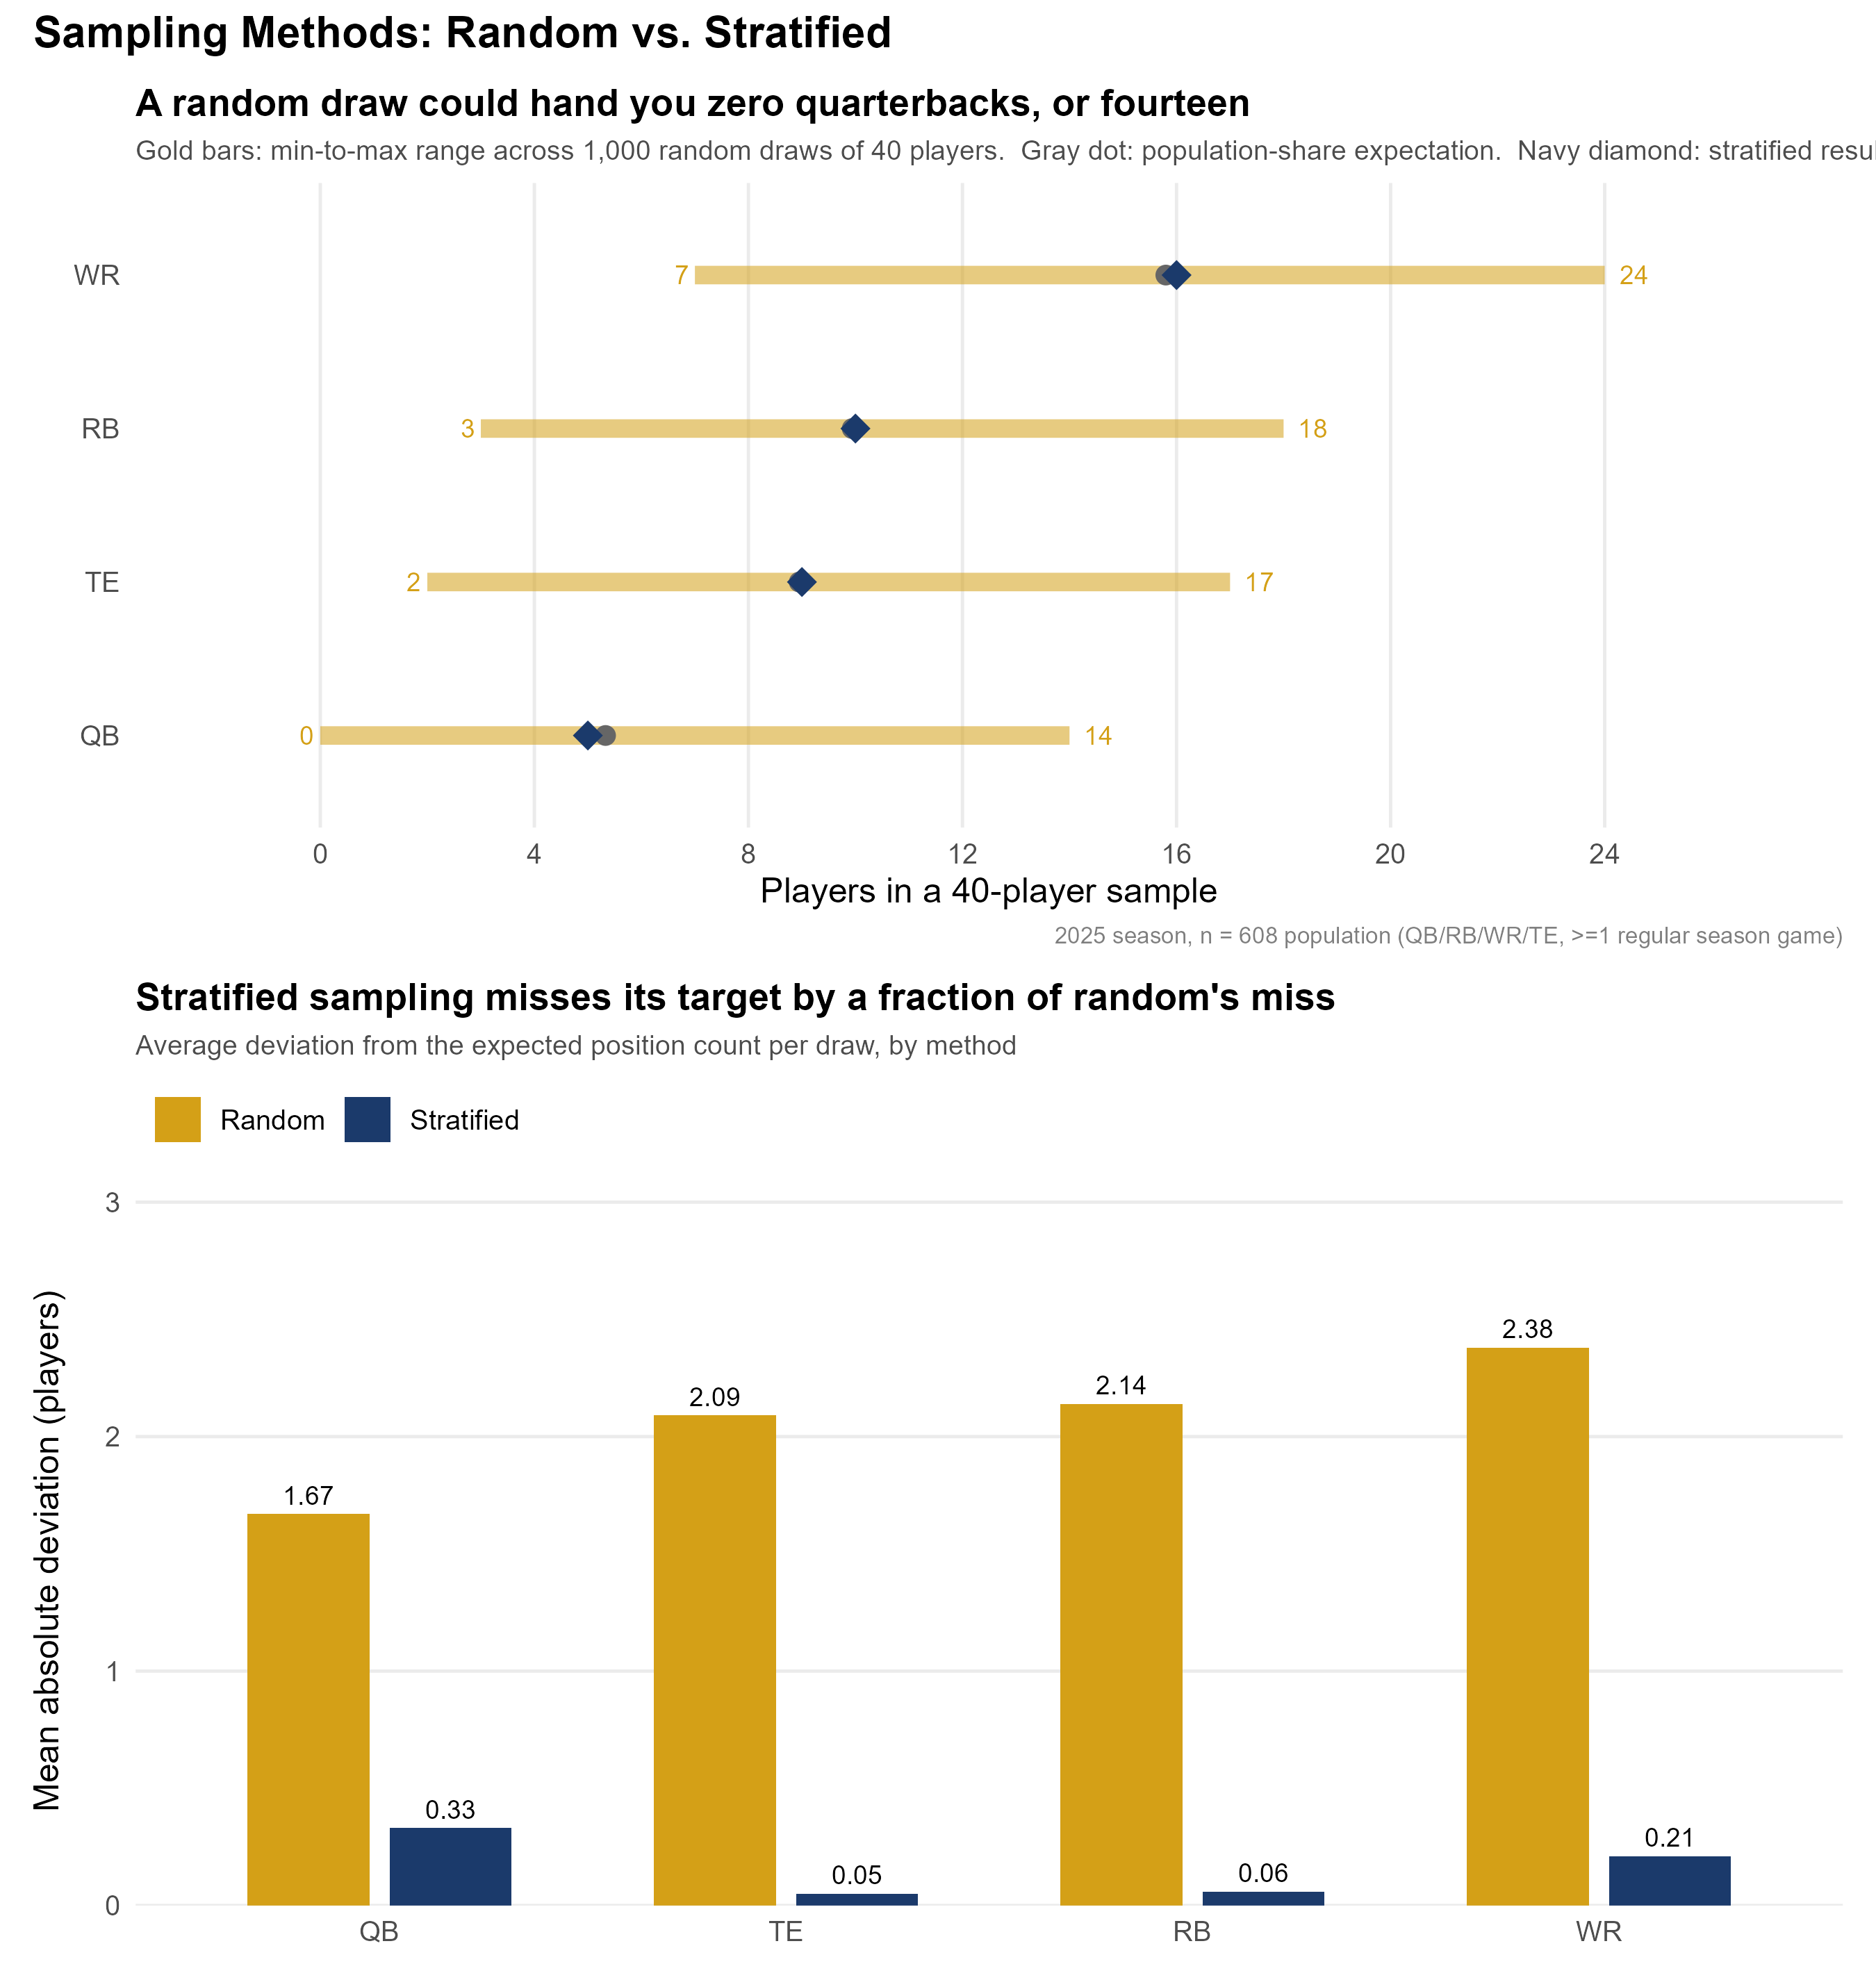 Sampling Methods: Random vs. Stratified
A random draw could hand you zero quarterbacks, or fourteen
Gold bars: min-to-max range across 1,000 random draws of 40 players.  Gray dot: population-share expectation.  Navy diamond: stratified resul
WR
7
24
RB
3
18
TE
2
17
QB
0
14
0 4 8 12 16 20 24
Players in a 40-player sample
2025 season, n = 608 population (QB/RB/WR/TE, >=1 regular season game)
Stratified sampling misses its target by a fraction of random's miss
Average deviation from the expected position count per draw, by method
Random Stratified
Mean absolute deviation (players)
3
2
1
0
1.67
0.33
2.09
0.05
2.14
0.06
2.38
0.21
QB TE RB WR